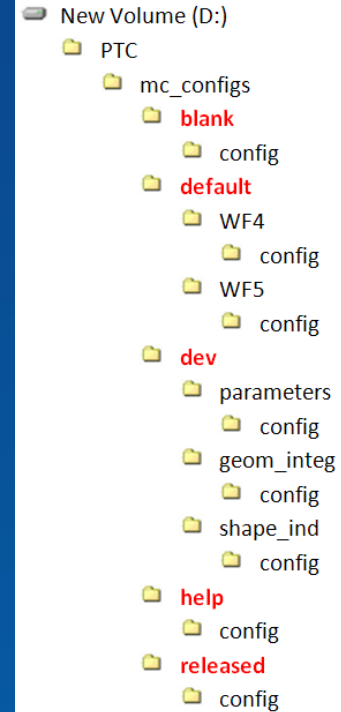 New Volume (D:)
PTC
mc_configs
blank
config
default
WF4
config
WF5
config
dev
parameters
config
geom_integ
config
shape_ind
config
help
config
released
config